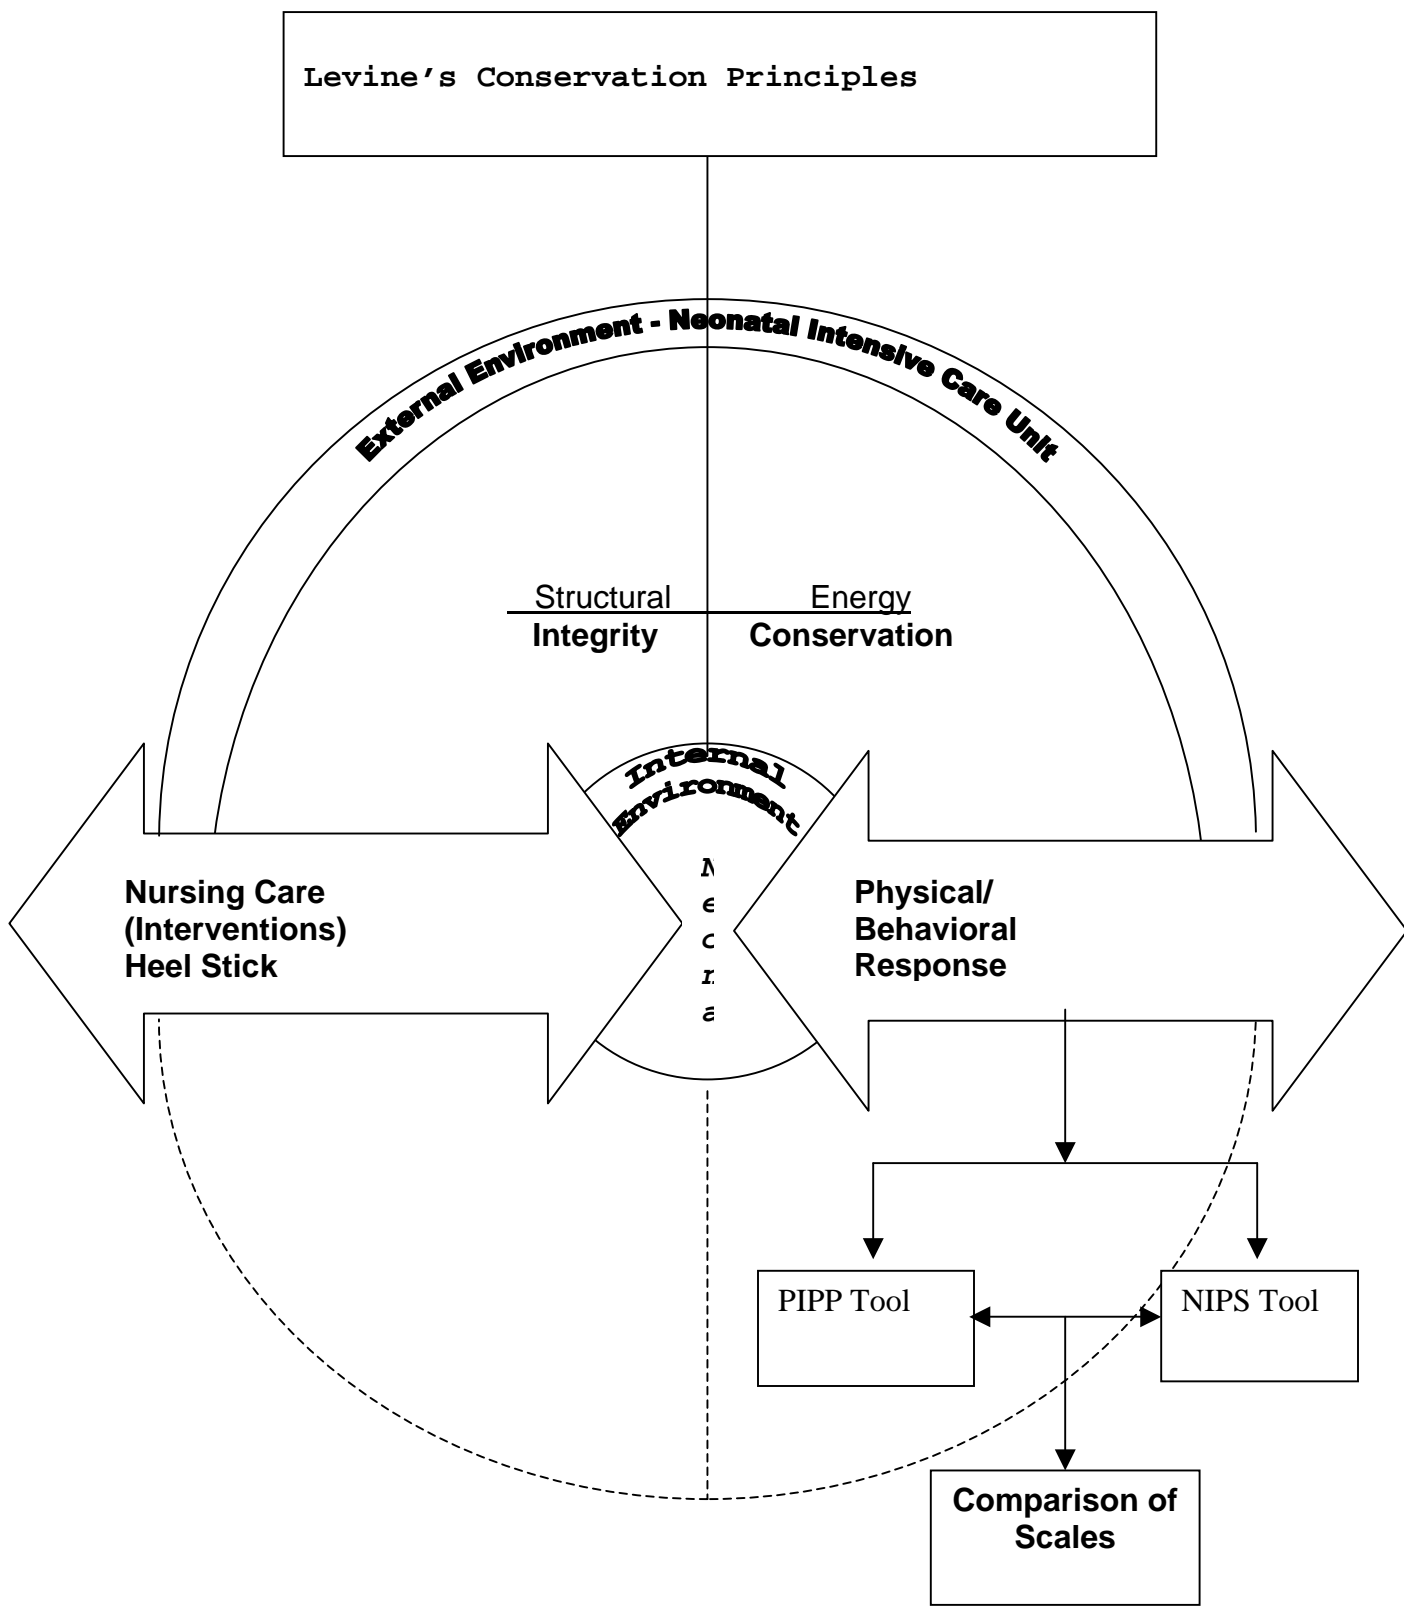 Levine's Conservation Principles
External Environment - Neonatal Intensive Care Unit
Structural
Integrity
Energy
Conservation
Internal
Environment
Nursing Care
(Interventions)
Heel Stick
Physical/
Behavioral
Response
PIPP Tool
NIPS Tool
Comparison of
Scales